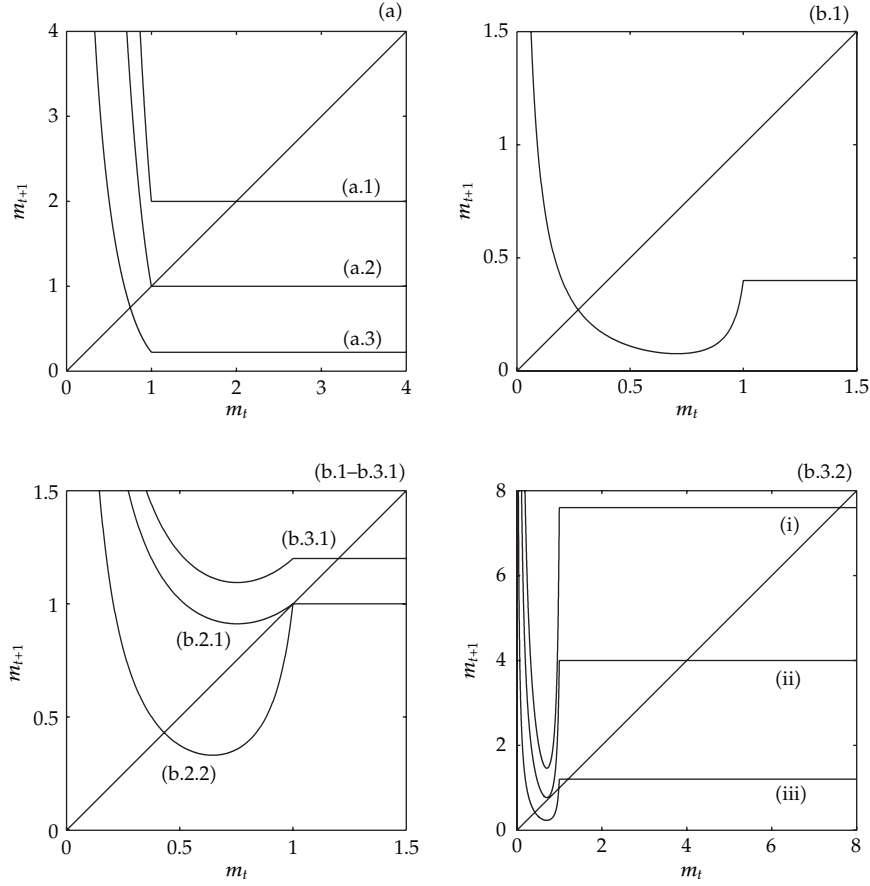 (a)
4
3
2
1
0
m_{t+1}
(a.1)
(a.2)
(a.3)
0 1 2 3 4
m_t
(b.1)
1.5
1
0.5
0
m_{t+1}
0 0.5 1 1.5
m_t
(b.1–b.3.1)
1.5
1
0.5
0
m_{t+1}
(b.3.1)
(b.2.1)
(b.2.2)
0 0.5 1 1.5
m_t
(b.3.2)
8
6
4
2
0
m_{t+1}
(i)
(ii)
(iii)
0 2 4 6 8
m_t